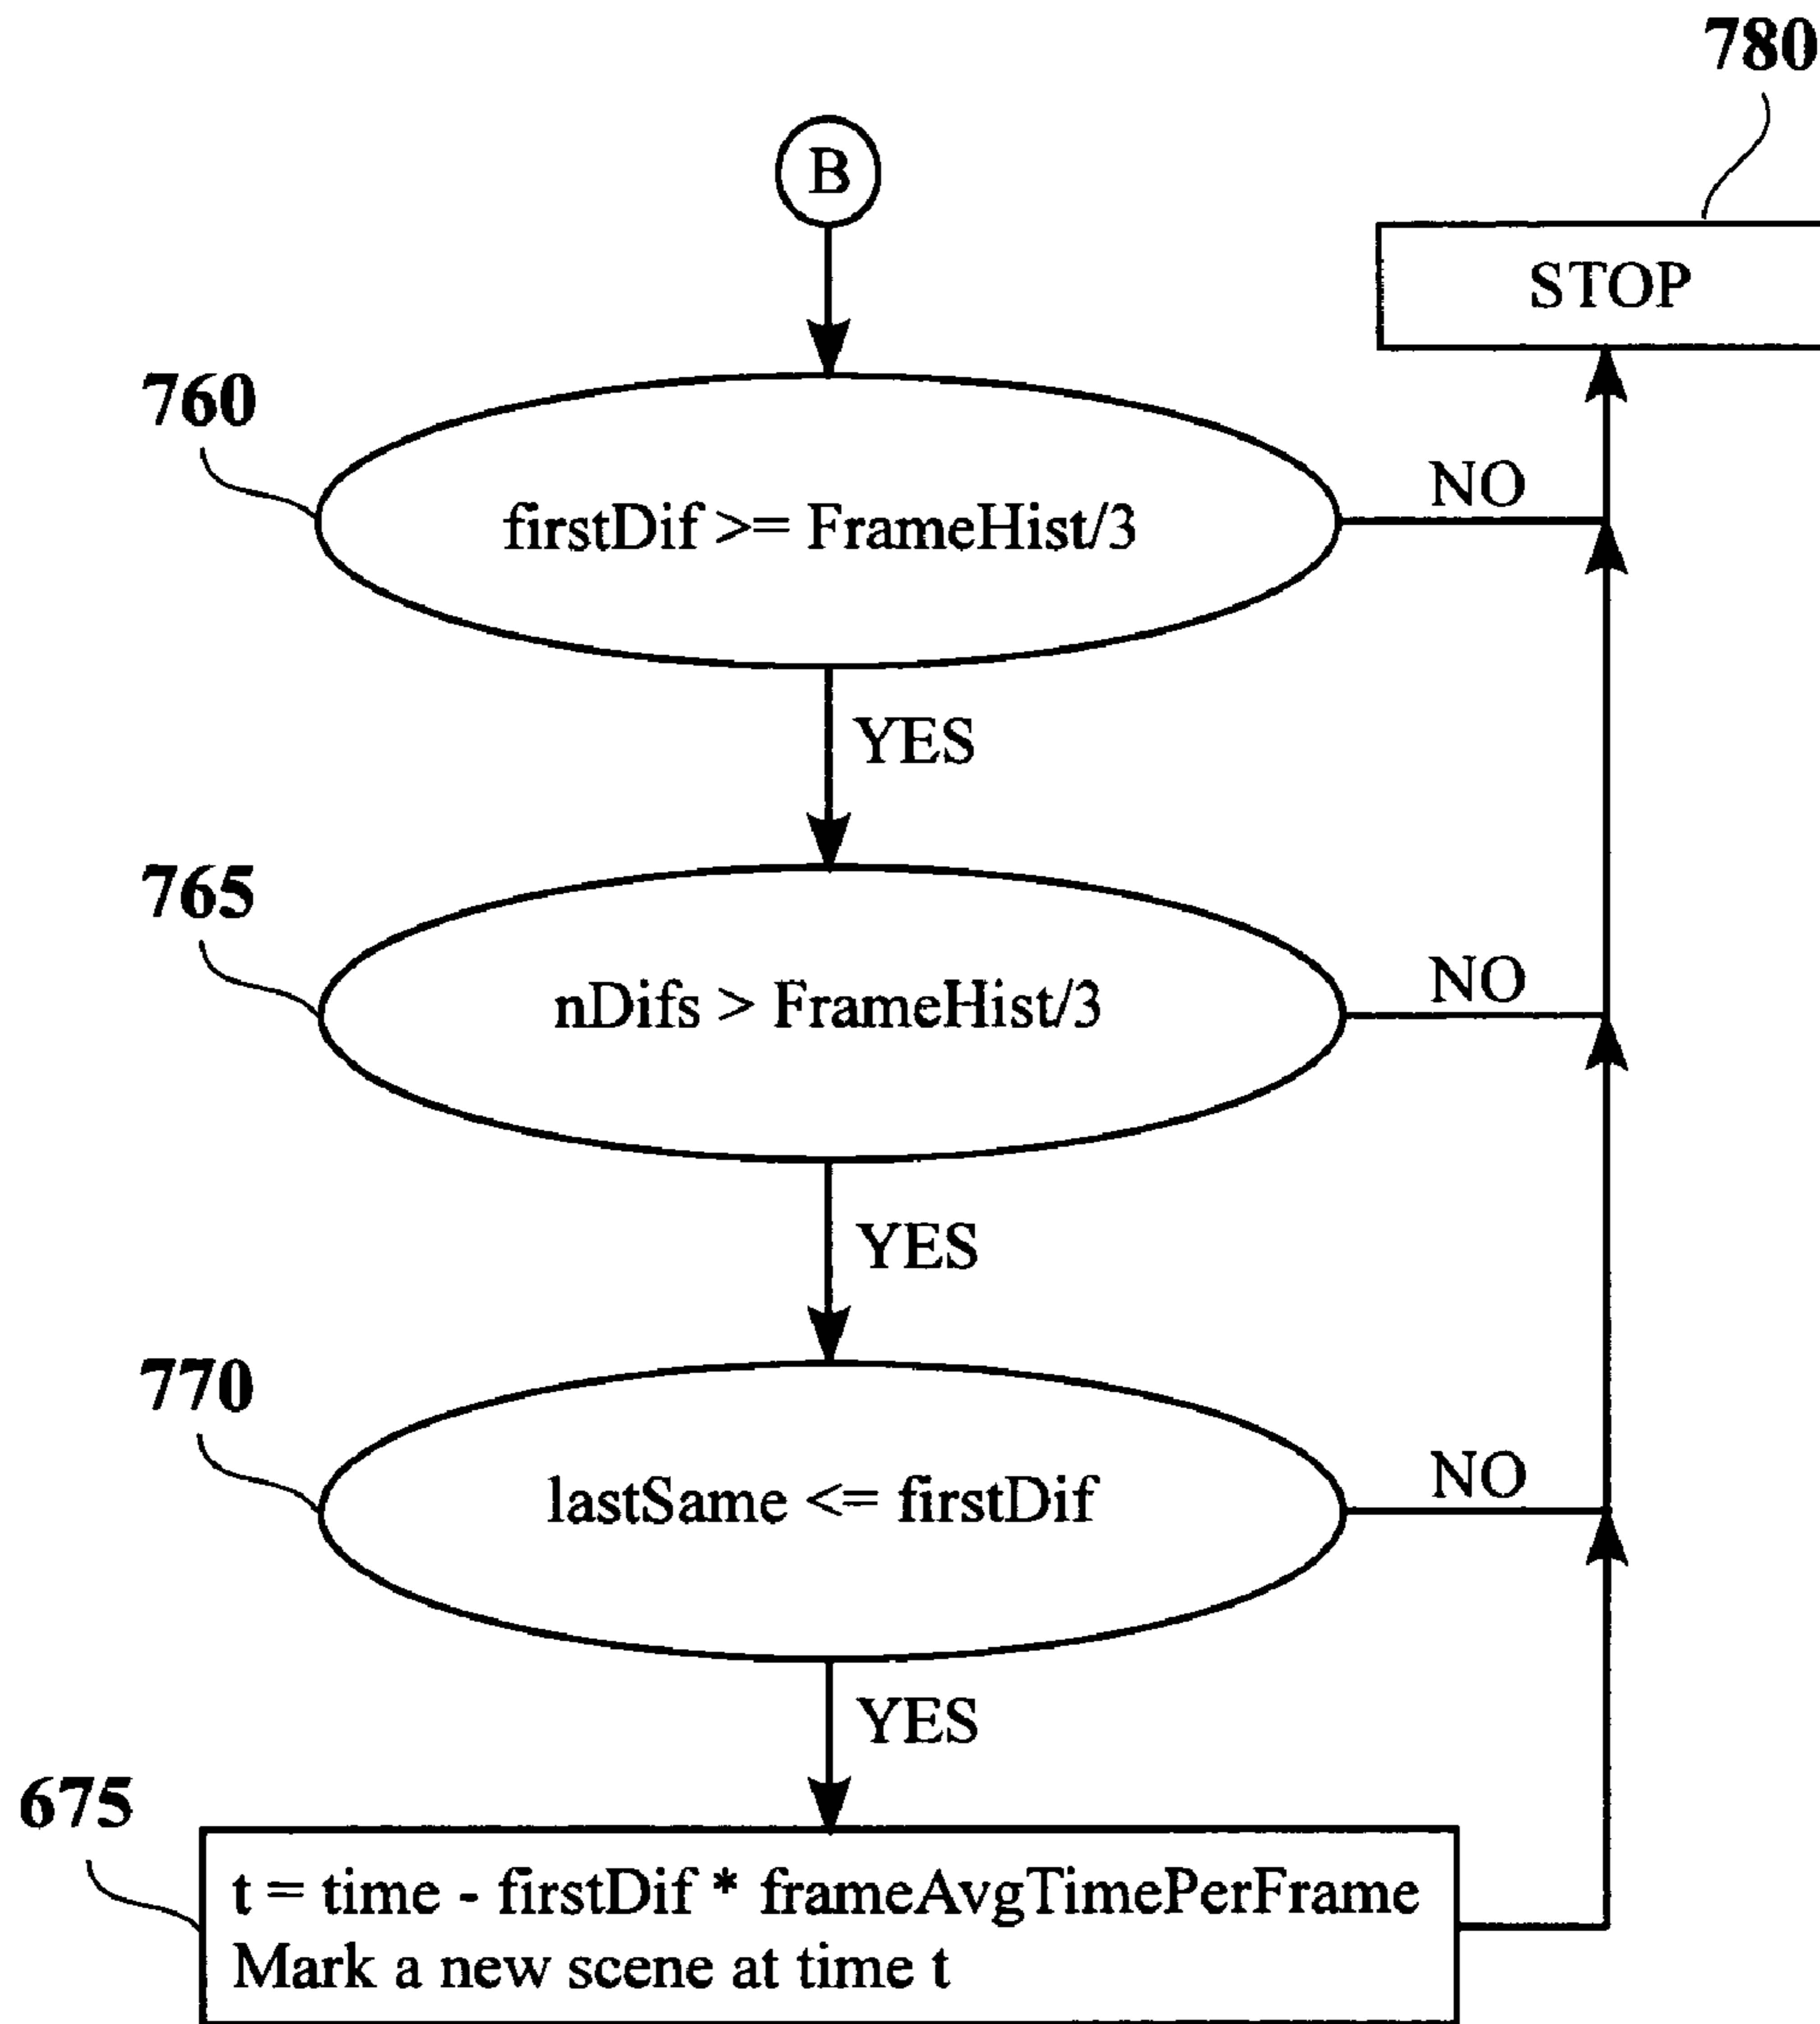 780
B
STOP
760
firstDif >= FrameHist/3
NO
YES
765
nDifs > FrameHist/3
NO
YES
770
lastSame <= firstDif
NO
YES
675
t = time - firstDif * frameAvgTimePerFrame
Mark a new scene at time t